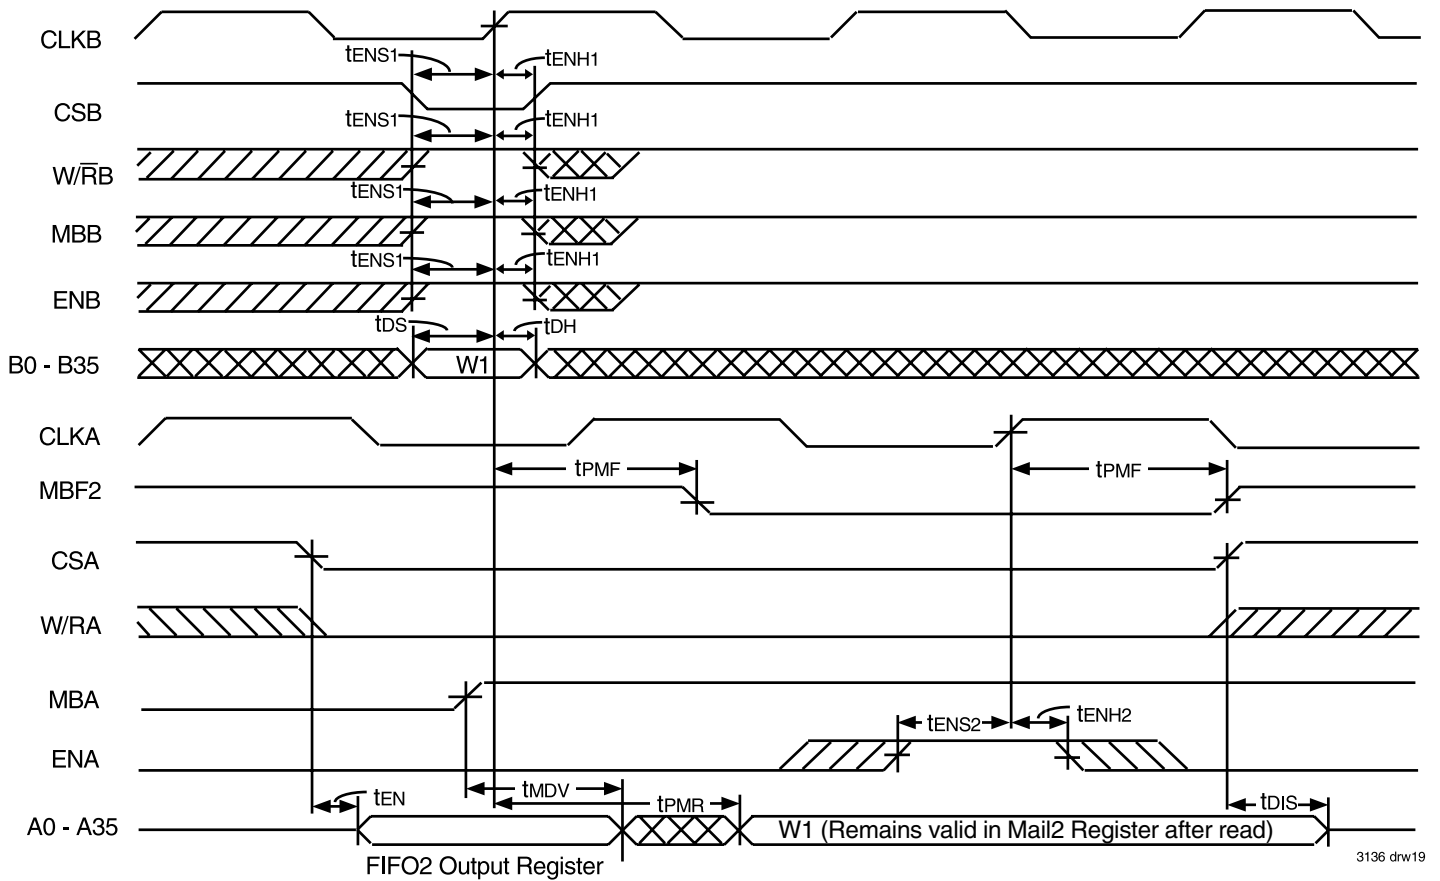 CLKB
tENS1 tENH1
CSB
tENS1 tENH1
W/R̅B
tENS1 tENH1
MBB
tENS1 tENH1
ENB
tDS tDH
B0 - B35 W1
CLKA
tPMF tPMF
MBF2
CSA
W/RA
MBA
tENS2 tENH2
ENA
tEN tMDV tPMR tDIS
A0 - A35 W1 (Remains valid in Mail2 Register after read)
FIFO2 Output Register
3136 drw19